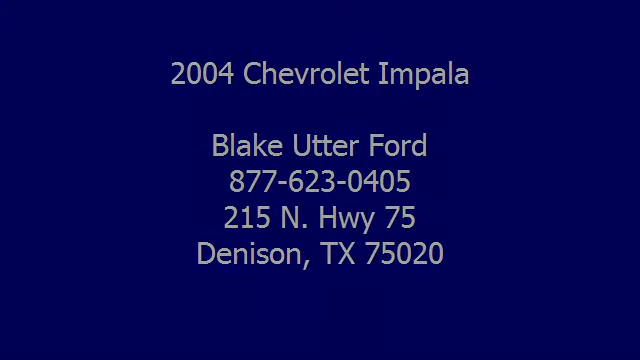 2004 Chevrolet Impala
Blake Utter Ford
877-623-0405
215 N. Hwy 75
Denison, TX 75020